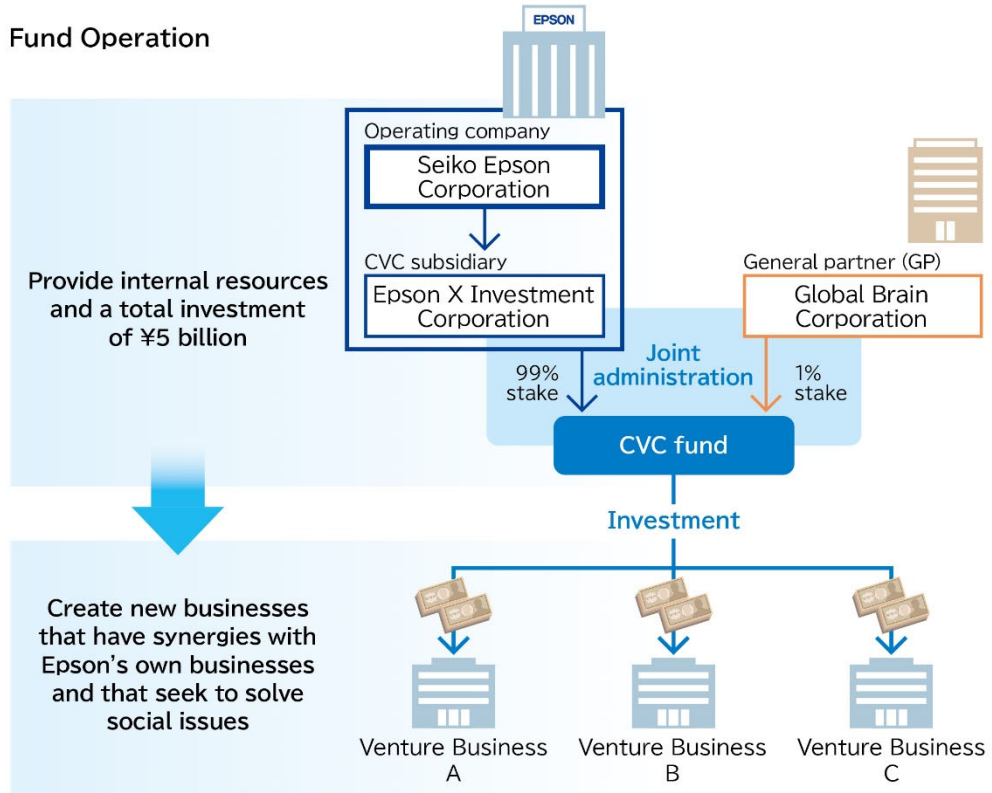 Fund Operation
EPSON
Operating company
Seiko Epson
Corporation
CVC subsidiary
Epson X Investment
Corporation
General partner (GP)
Global Brain
Corporation
Provide internal resources
and a total investment
of ¥5 billion
99%
stake
Joint
administration
1%
stake
CVC fund
Investment
Create new businesses
that have synergies with
Epson's own businesses
and that seek to solve
social issues
Venture Business
A
Venture Business
B
Venture Business
C